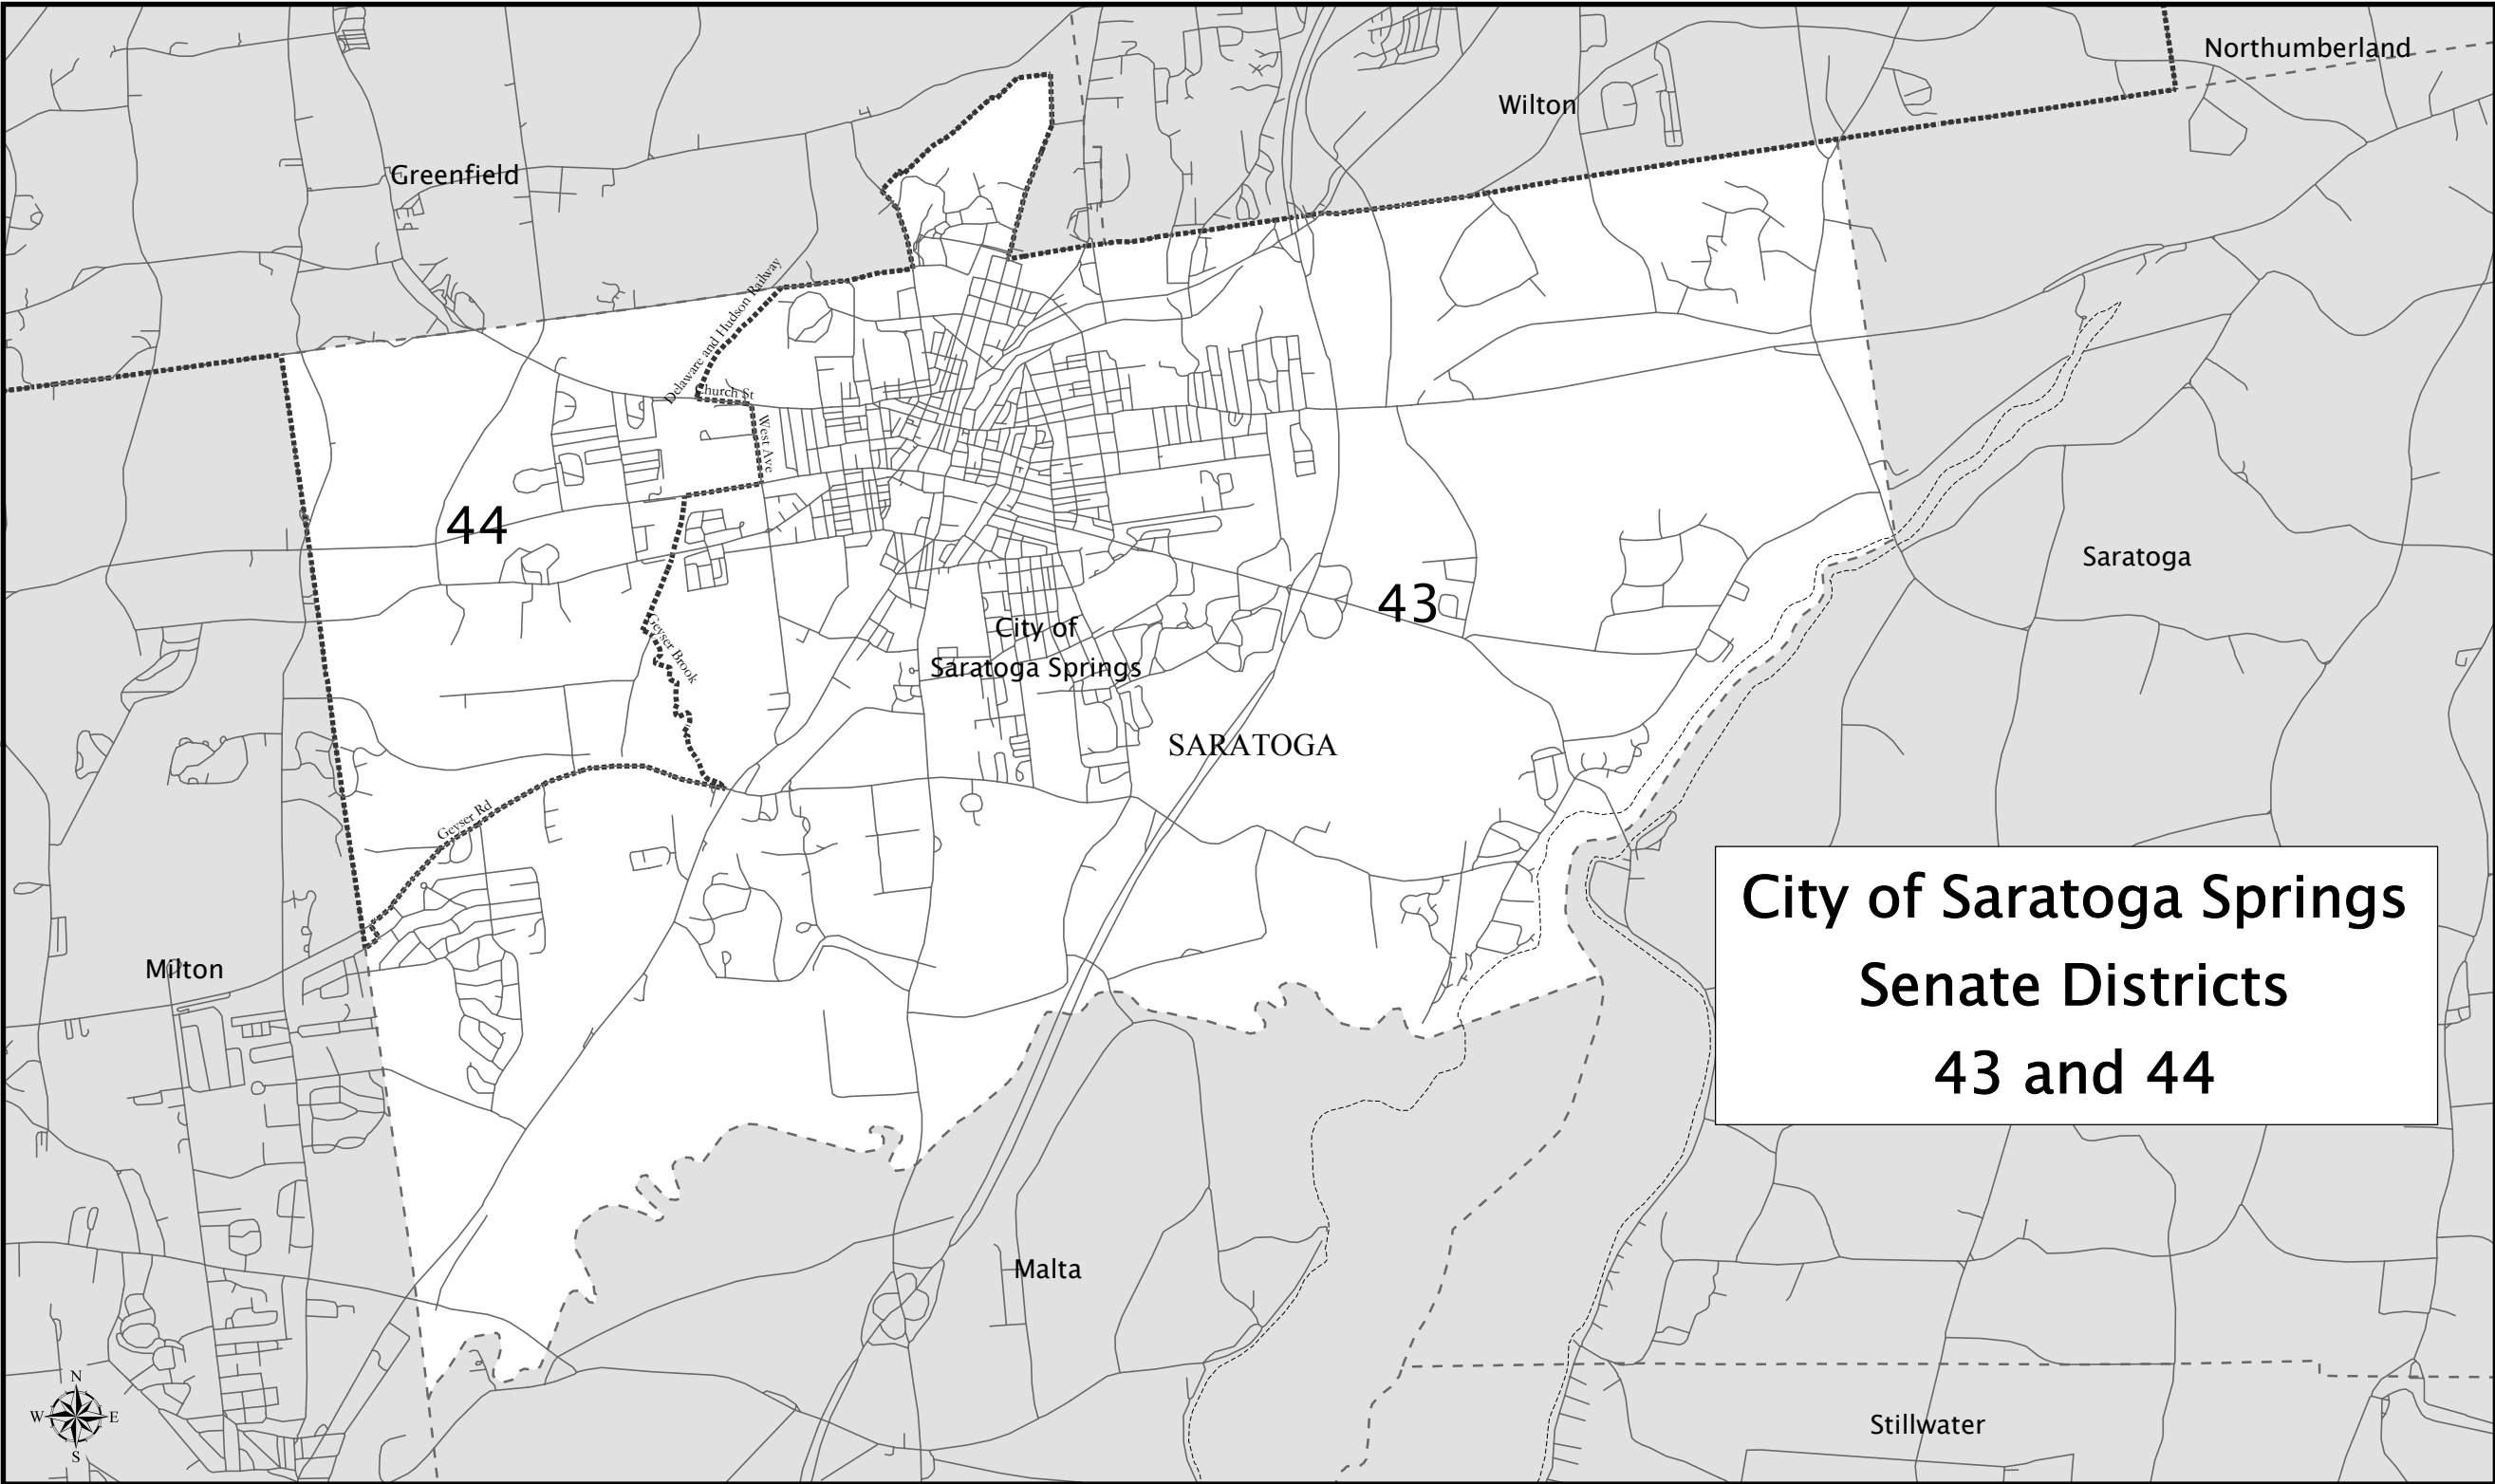 Northumberland
Wilton
Greenfield
Delaware and Hudson Railway
Church St
West Ave
44
Saratoga
43
City of
Saratoga Springs
Geyser Brook
SARATOGA
Geyser Rd
City of Saratoga Springs
Senate Districts
43 and 44
Milton
Malta
N
W E
S
Stillwater